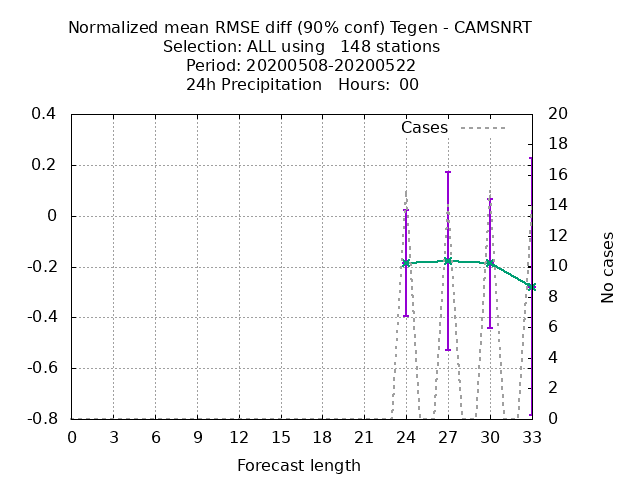 Normalized mean RMSE diff (90% conf) Tegen - CAMSNRT
Selection: ALL using   148 stations
Period: 20200508-20200522
24h Precipitation   Hours:  00
Cases
0.4
0.2
0
-0.2
-0.4
-0.6
-0.8
20
18
16
14
12
10
8
6
4
2
0
No cases
0 3 6 9 12 15 18 21 24 27 30 33
Forecast length